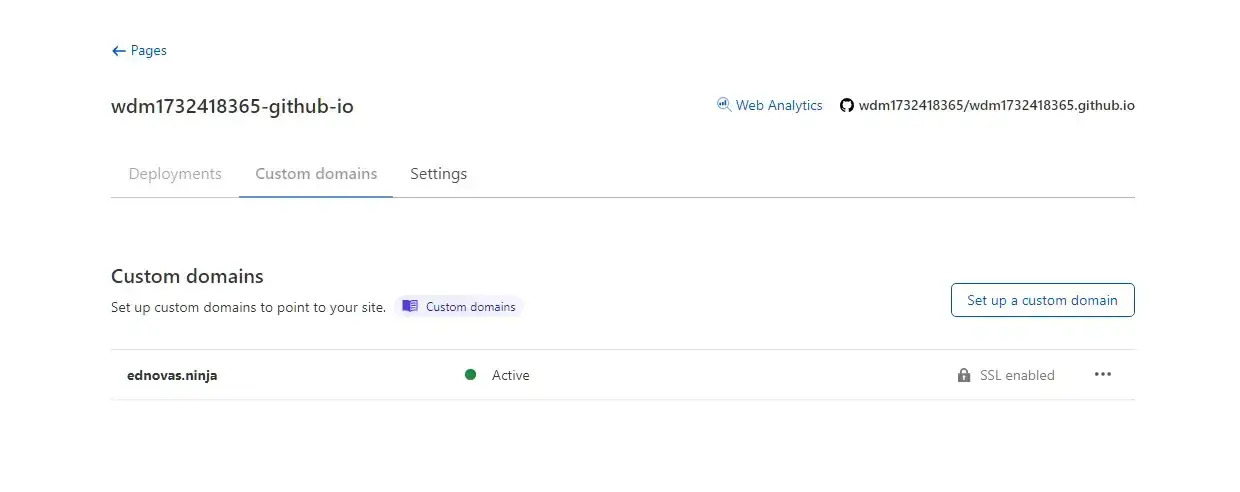 Pages
wdm1732418365-github-io
Web Analytics
wdm1732418365/wdm1732418365.github.io
Deployments
Custom domains
Settings
Custom domains
Set up custom domains to point to your site.
Custom domains
Set up a custom domain
ednovas.ninja
Active
SSL enabled